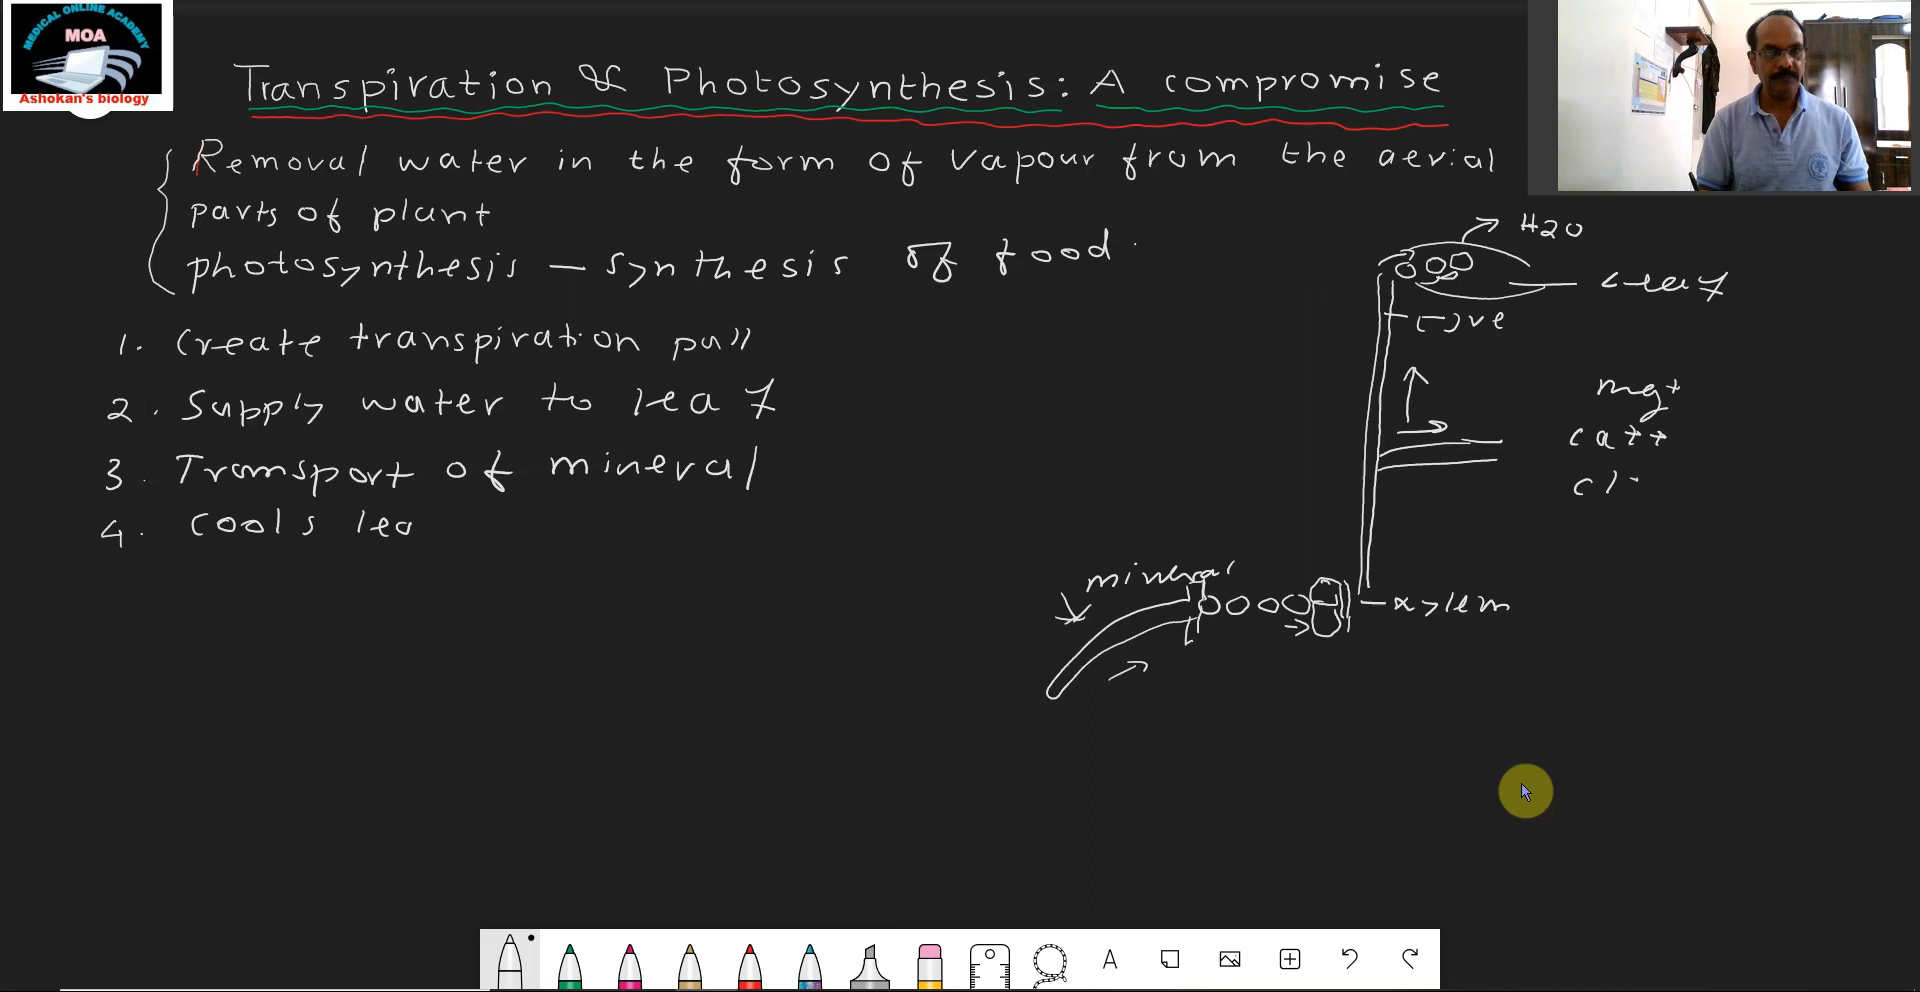 MEDICAL ONLINE ACADEMY
MOA
Ashokan's biology
Transpiration & Photosynthesis: A compromise
Removal water in the form of vapour from the aerial
parts of plant
photosynthesis - synthesis of food.
1. Create transpiration pull
2. Supply water to leaf
3. Transport of mineral
4. cools lea
H2O
leaf
(-)ve
mg+
ca++
cl-
mineral
xylem
A